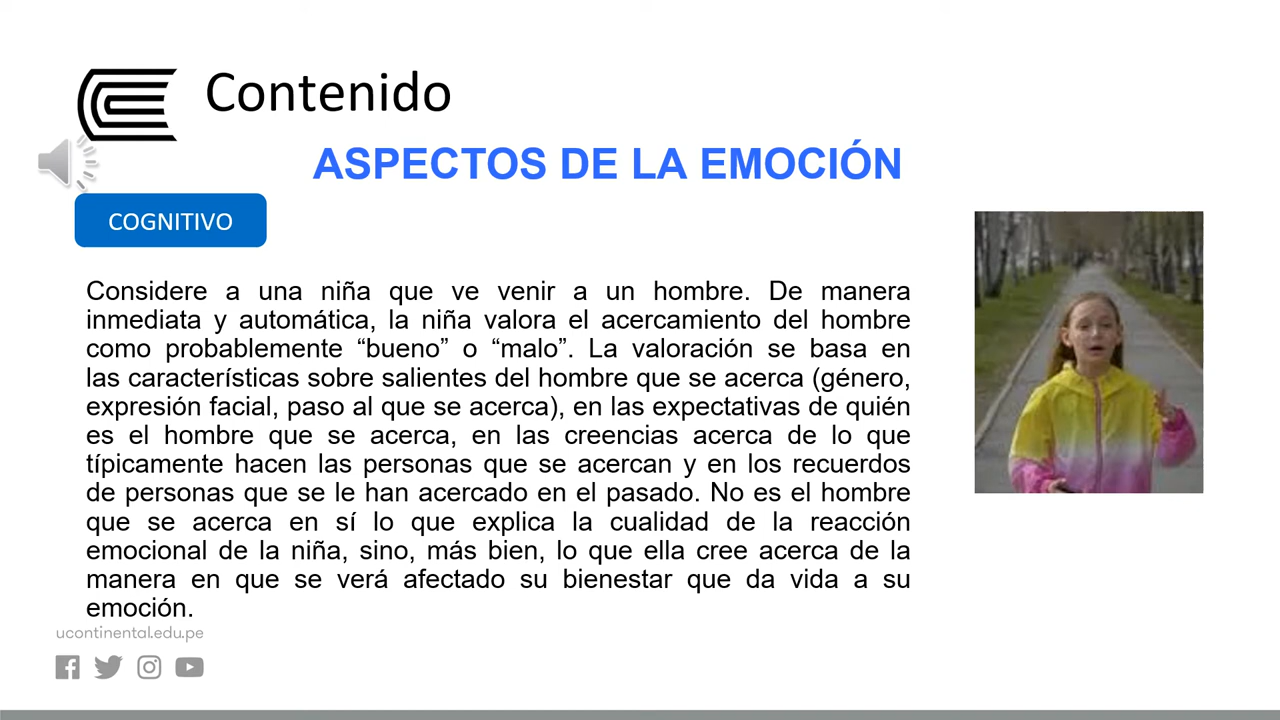 Contenido
ASPECTOS DE LA EMOCIÓN
COGNITIVO
Considere a una niña que ve venir a un hombre. De manera
inmediata y automática, la niña valora el acercamiento del hombre
como probablemente “bueno” o “malo”. La valoración se basa en
las características sobre salientes del hombre que se acerca (género,
expresión facial, paso al que se acerca), en las expectativas de quién
es el hombre que se acerca, en las creencias acerca de lo que
típicamente hacen las personas que se acercan y en los recuerdos
de personas que se le han acercado en el pasado. No es el hombre
que se acerca en sí lo que explica la cualidad de la reacción
emocional de la niña, sino, más bien, lo que ella cree acerca de la
manera en que se verá afectado su bienestar que da vida a su
emoción.
ucontinental.edu.pe